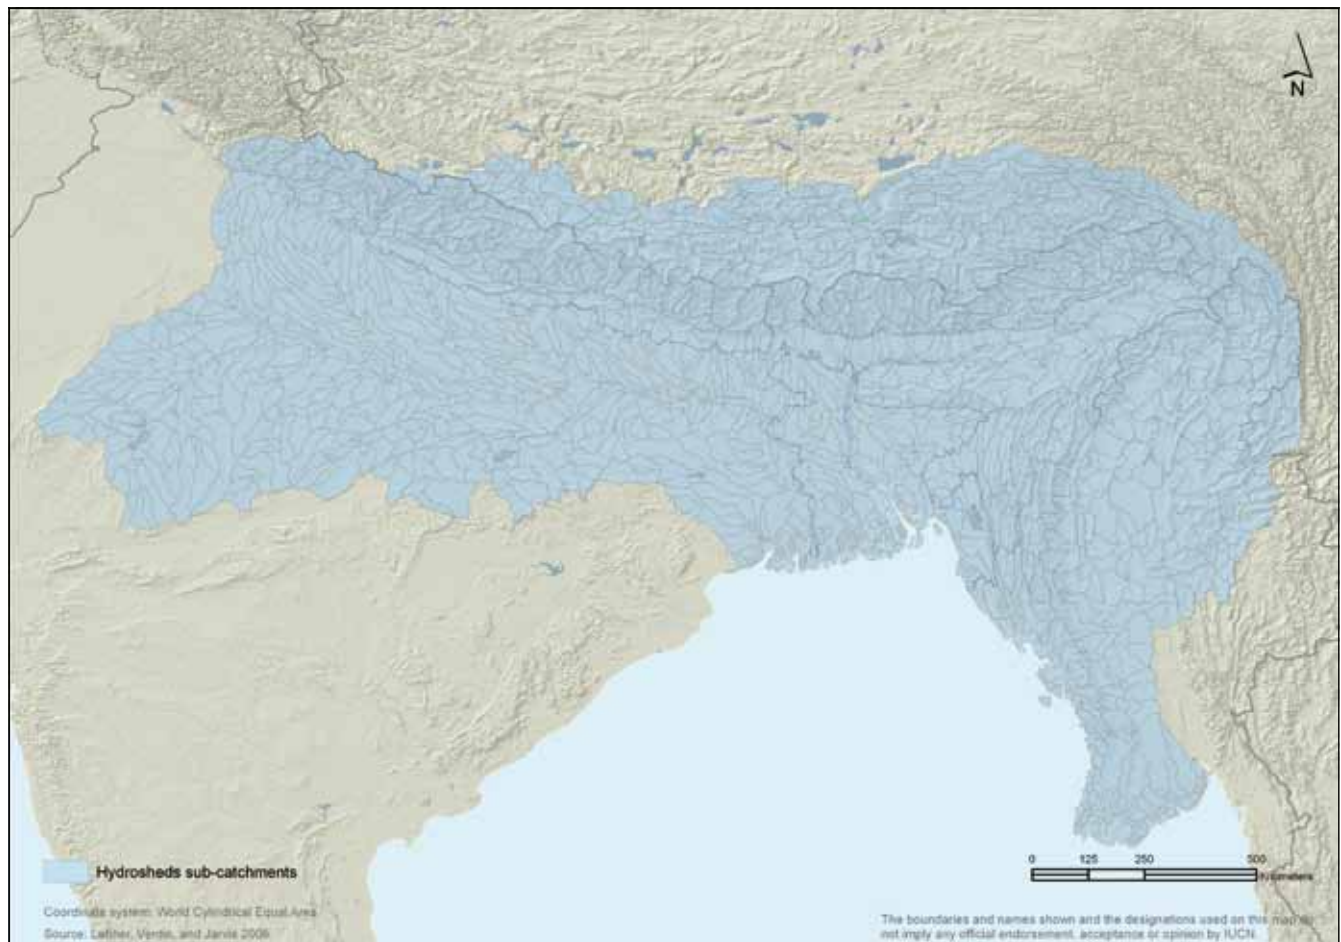 N
Hydrosheds sub-catchments
0 125 250 500
Kilometers
Coordinate system: World Cylindrical Equal Area
Source: Lehner, Verdin, and Jarvis 2006
The boundaries and names shown and the designations used on this map do
not imply any official endorsement, acceptance or opinion by IUCN.